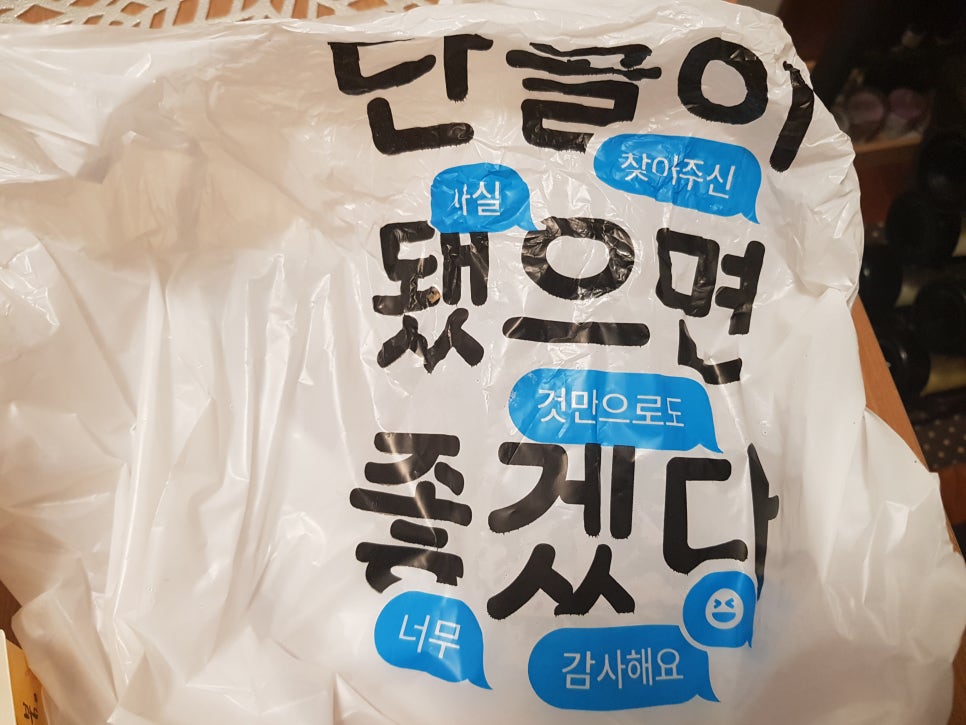 단골이
찾아주신
사실
됐으면
것만으로도
좋겠다
너무
감사해요